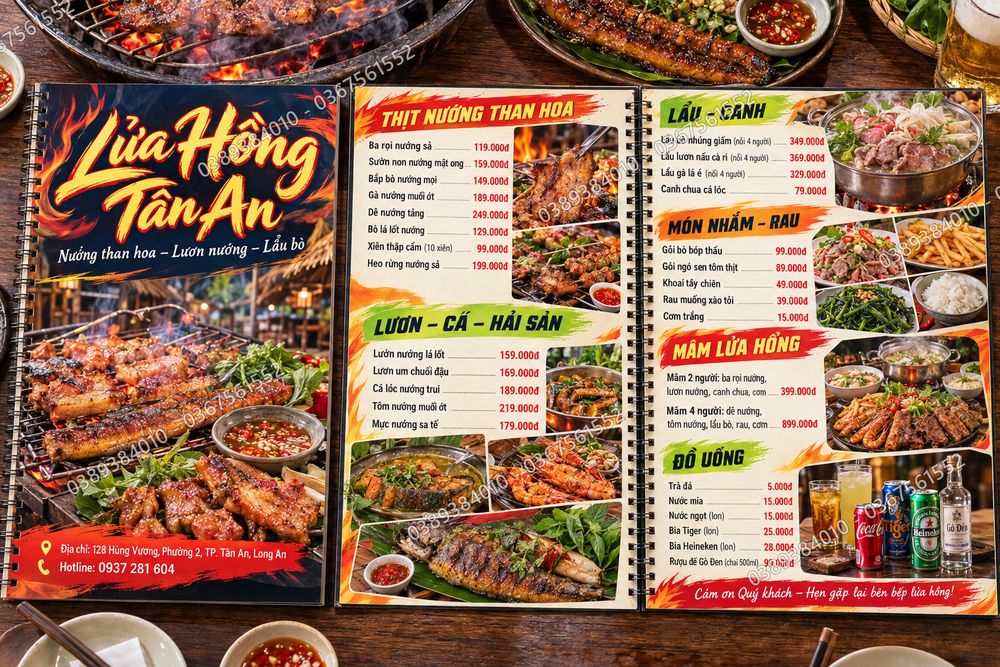 Lửa Hồng
Tân An
Nướng than hoa – Lươn nướng – Lẩu bò
Địa chỉ: 128 Hùng Vương, Phường 2, TP. Tân An, Long An
Hotline: 0937 281 604
THỊT NƯỚNG THAN HOA
Ba rọi nướng sả 119.000đ
Sườn non nướng mật ong 159.000đ
Bắp bò nướng mọi 149.000đ
Gà nướng muối ớt 189.000đ
Dê nướng tảng 249.000đ
Bò lá lốt nướng 129.000đ
Xiên thập cẩm (10 xiên) 99.000đ
Heo rừng nướng sả 199.000đ
LƯƠN – CÁ – HẢI SẢN
Lươn nướng lá lốt 159.000đ
Lươn um chuối đậu 169.000đ
Cá lóc nướng trui 189.000đ
Tôm nướng muối ớt 219.000đ
Mực nướng sa tế 179.000đ
LẨU – CANH
Lẩu bò nhúng giấm (nồi 4 người) 349.000đ
Lẩu lươn nấu cà ri (nồi 4 người) 369.000đ
Lẩu gà lá é (nồi 4 người) 329.000đ
Canh chua cá lóc 79.000đ
MÓN NHẮM – RAU
Gỏi bò bóp thấu 99.000đ
Gỏi ngó sen tôm thịt 89.000đ
Khoai tây chiên 49.000đ
Rau muống xào tỏi 39.000đ
Cơm trắng 15.000đ
MÂM LỬA HỒNG
Mâm 2 người: ba rọi nướng,
lươn nướng, canh chua, cơm 399.000đ
Mâm 4 người: dê nướng,
tôm nướng, lẩu bò, rau, cơm 899.000đ
ĐỒ UỐNG
Trà đá 5.000đ
Nước mía 15.000đ
Nước ngọt (lon) 15.000đ
Bia Tiger (lon) 25.000đ
Bia Heineken (lon) 28.000đ
Rượu đế Gò Đen (chai 500ml) 99.000đ
Coca-Cola
Tiger
Heineken
Gò Đen
Cảm ơn Quý khách – Hẹn gặp lại bên bếp lửa hồng!
0389384010 - 0367561552